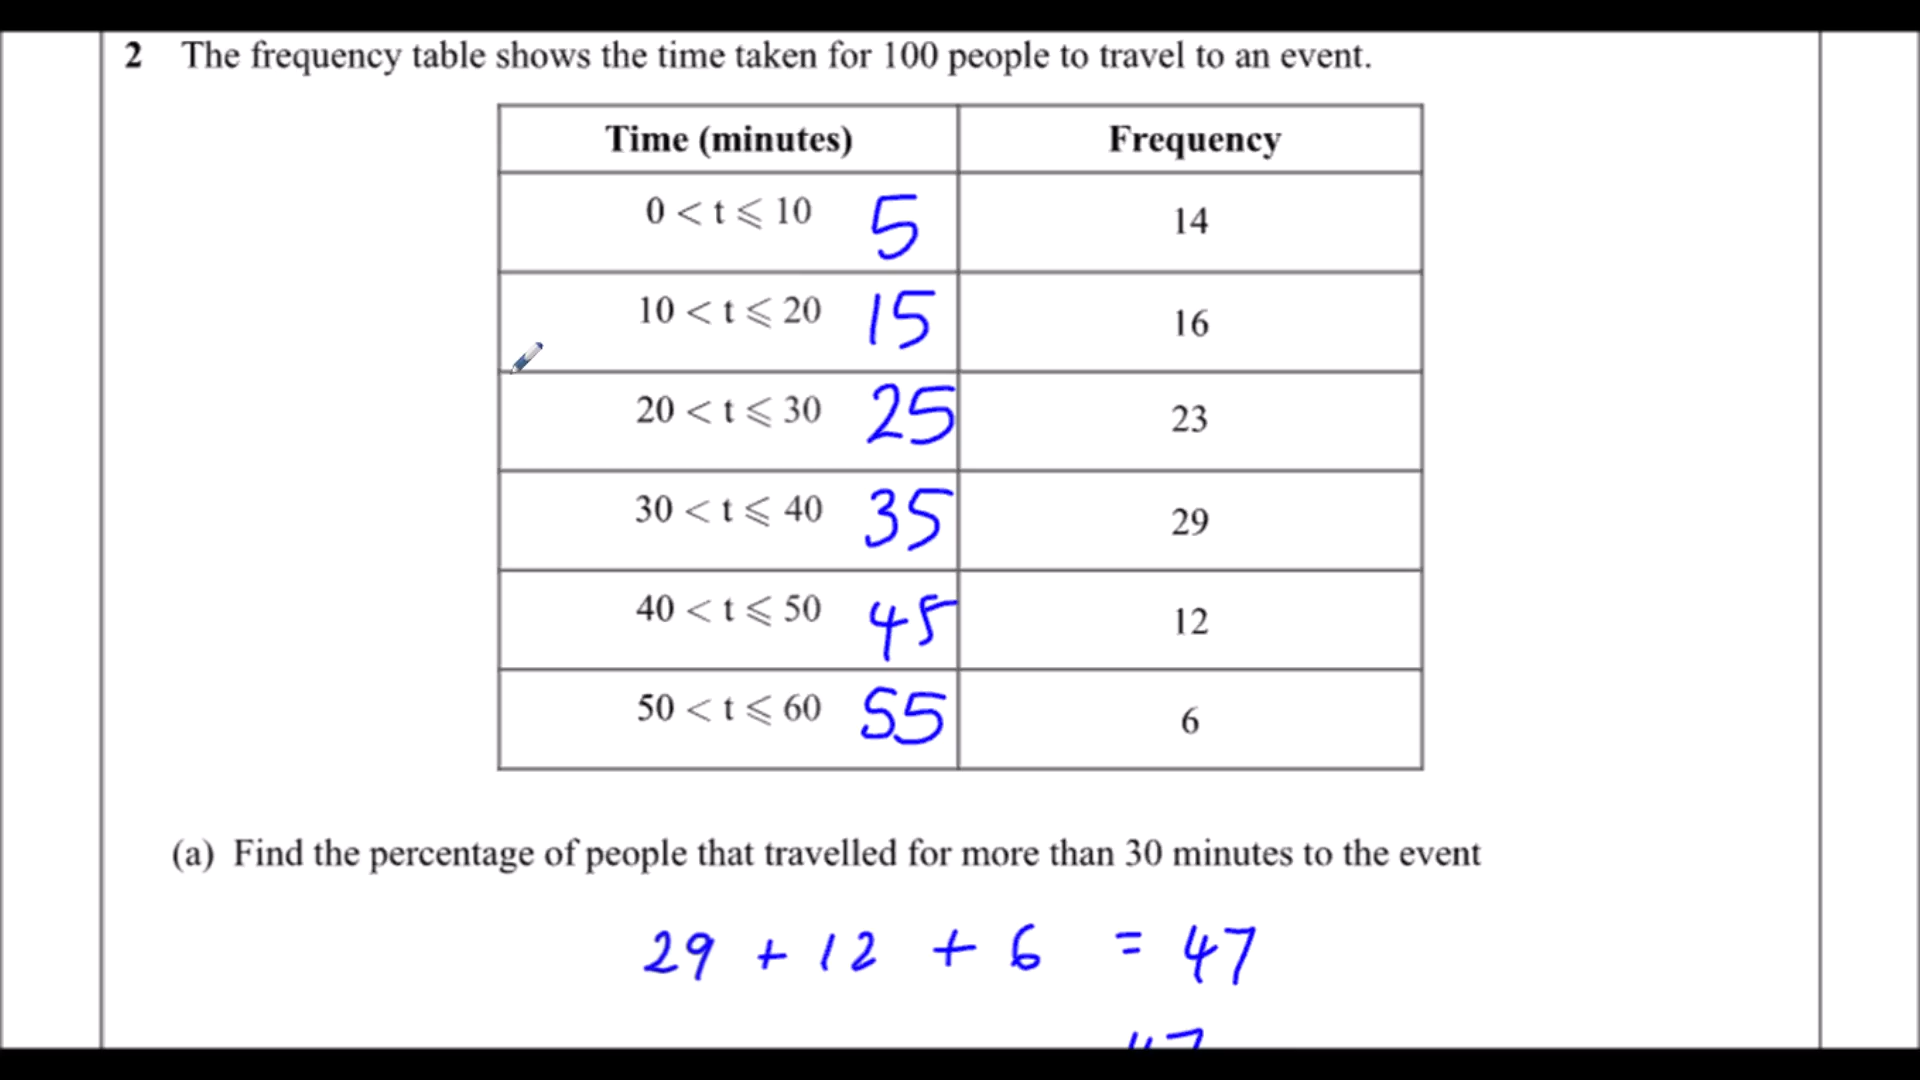 2 The frequency table shows the time taken for 100 people to travel to an event.
Time (minutes) Frequency
0 < t ⩽ 10 5 14
10 < t ⩽ 20 15 16
20 < t ⩽ 30 25 23
30 < t ⩽ 40 35 29
40 < t ⩽ 50 45 12
50 < t ⩽ 60 55 6
(a) Find the percentage of people that travelled for more than 30 minutes to the event
29 + 12 + 6 = 47